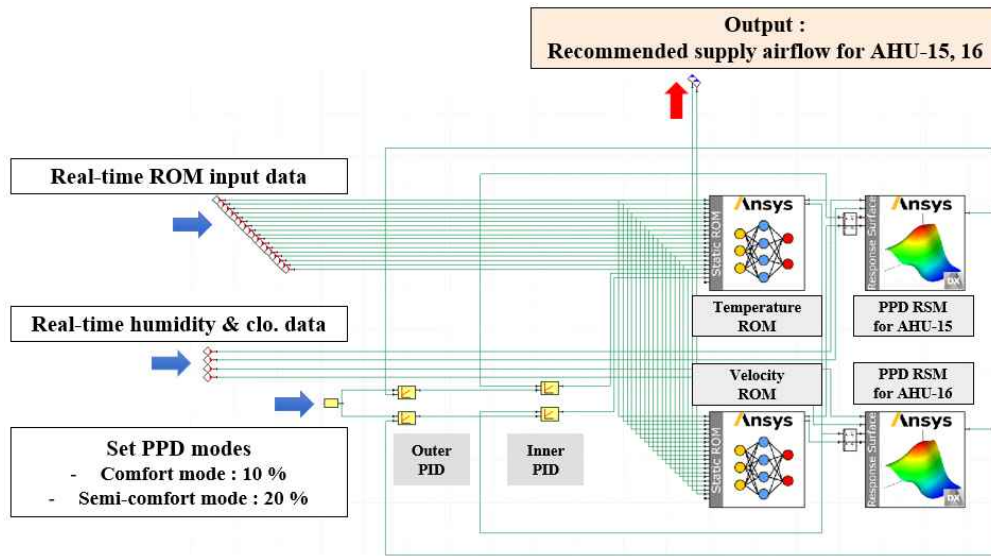 Output :
Recommended supply airflow for AHU-15, 16
Real-time ROM input data
Ansys
Static ROM
Ansys
Response Surface
DX
Temperature
ROM
PPD RSM
for AHU-15
Real-time humidity & clo. data
Velocity
ROM
PPD RSM
for AHU-16
Ansys
Static ROM
Ansys
Response Surface
DX
Set PPD modes
- Comfort mode : 10 %
- Semi-comfort mode : 20 %
Outer
PID
Inner
PID